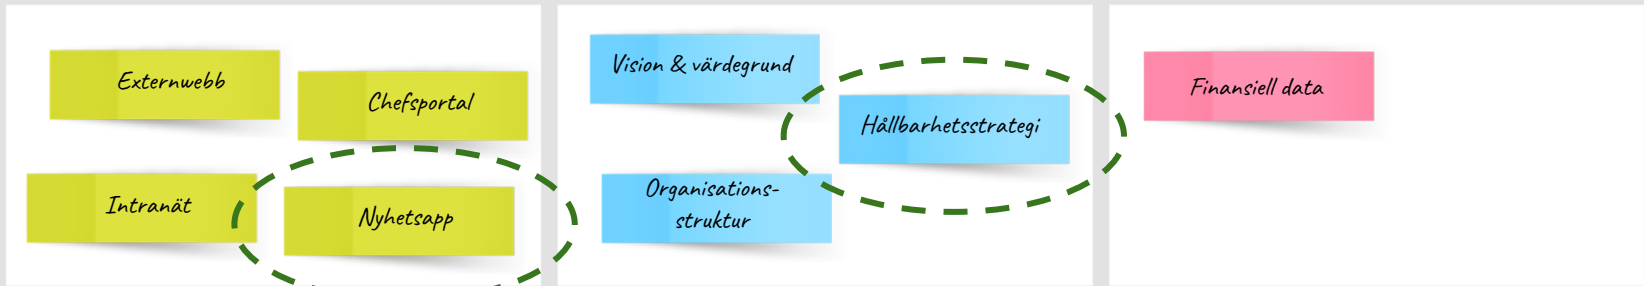 Externwebb
Chefsportal
Intranät
Nyhetsapp
Vision & värdegrund
Hållbarhetsstrategi
Organisations-
struktur
Finansiell data